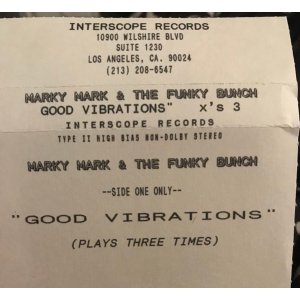 INTERSCOPE RECORDS
10900 WILSHIRE BLVD
SUITE 1230
LOS ANGELES, CA. 90024
(213) 208-6547
MARKY MARK & THE FUNKY BUNCH
GOOD VIBRATIONS" X's 3
INTERSCOPE RECORDS
TYPE II HIGH BIAS NON-DOLBY STEREO
MARKY MARK & THE FUNKY BUNCH
--SIDE ONE ONLY--
"GOOD VIBRATIONS"
(PLAYS THREE TIMES)